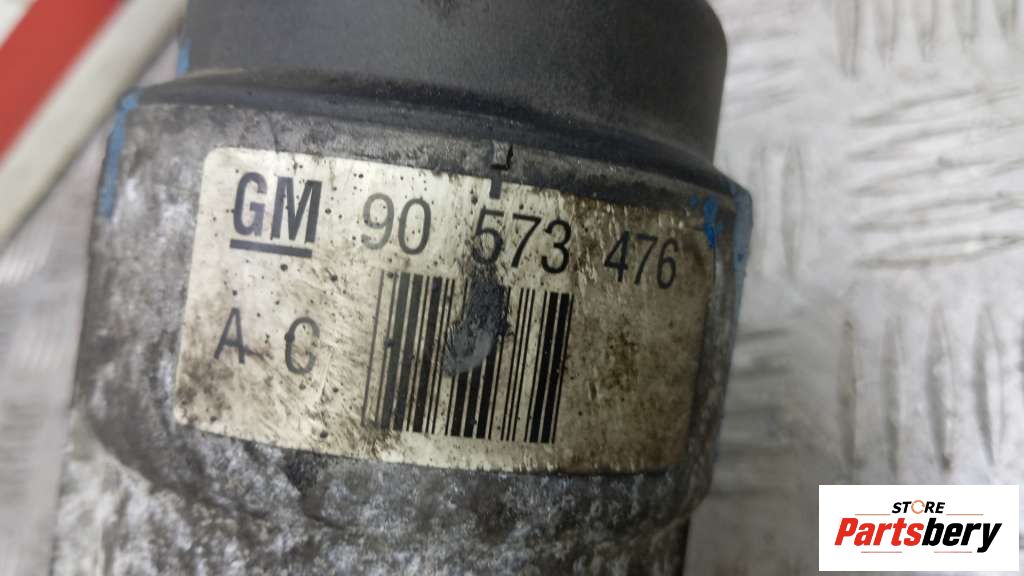 GM 90 573 476
A C
STORE
Partsbery